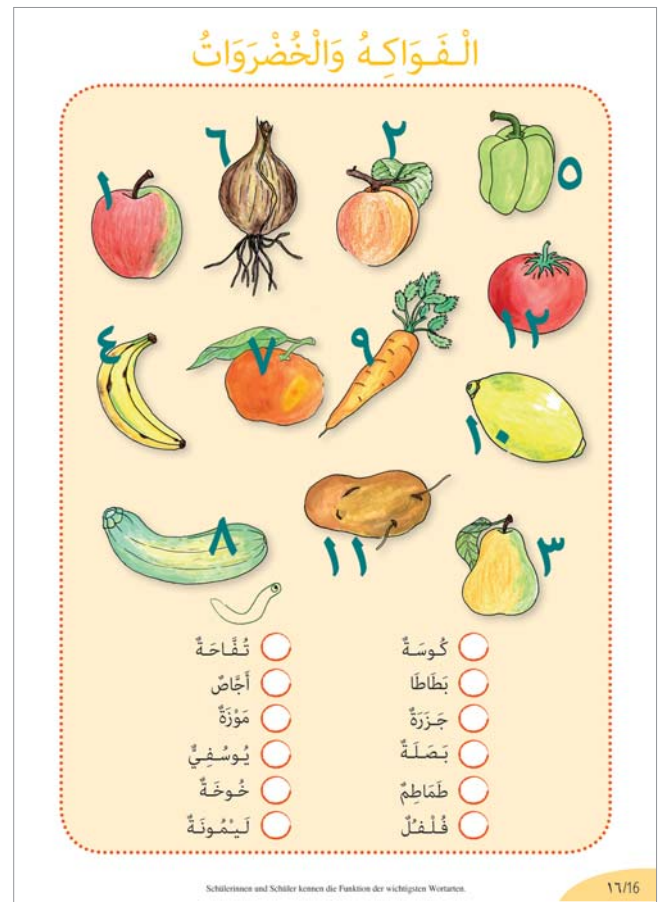 الْفَوَاكِهُ وَالْخُضْرَوَاتُ
٥
٢
٦
١
١٢
٩
٧
٤
١٠
٣
١١
٨
كُوسَةٌ
بَطَاطَا
جَزَرَةٌ
بَصَلَةٌ
طَمَاطِمٌ
فُلْفُلٌ
تُفَّاحَةٌ
أَجَّاصٌ
مَوْزَةٌ
يُوسُفِيٌّ
خُوخَةٌ
لَيْمُونَةٌ
Schülerinnen und Schüler kennen die Funktion der wichtigsten Wortarten.
١٦/16